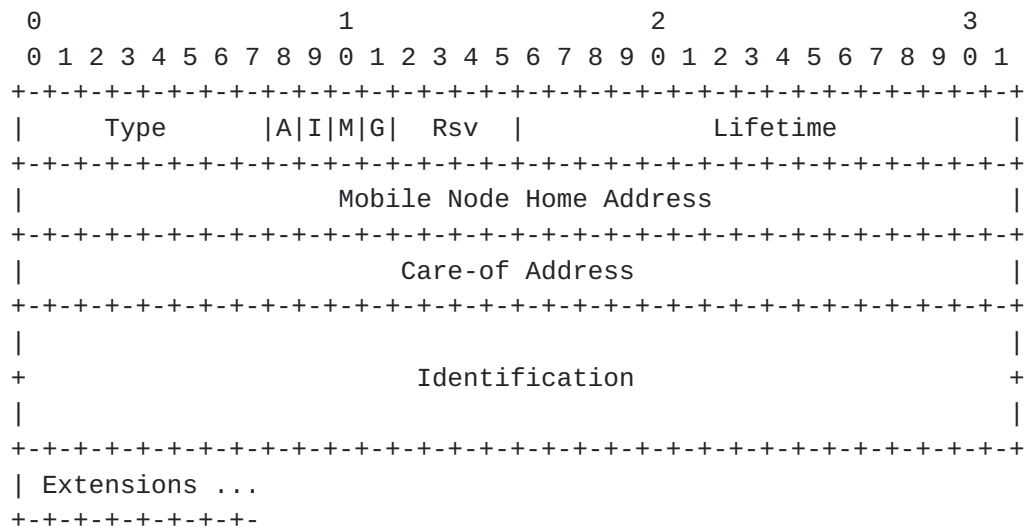 0                   1                   2                   3
 0 1 2 3 4 5 6 7 8 9 0 1 2 3 4 5 6 7 8 9 0 1 2 3 4 5 6 7 8 9 0 1
+-+-+-+-+-+-+-+-+-+-+-+-+-+-+-+-+-+-+-+-+-+-+-+-+-+-+-+-+-+-+-+-+
|     Type      |A|I|M|G|  Rsv  |            Lifetime           |
+-+-+-+-+-+-+-+-+-+-+-+-+-+-+-+-+-+-+-+-+-+-+-+-+-+-+-+-+-+-+-+-+
|                    Mobile Node Home Address                   |
+-+-+-+-+-+-+-+-+-+-+-+-+-+-+-+-+-+-+-+-+-+-+-+-+-+-+-+-+-+-+-+-+
|                        Care-of Address                        |
+-+-+-+-+-+-+-+-+-+-+-+-+-+-+-+-+-+-+-+-+-+-+-+-+-+-+-+-+-+-+-+-+
|                                                               |
+                         Identification                        +
|                                                               |
+-+-+-+-+-+-+-+-+-+-+-+-+-+-+-+-+-+-+-+-+-+-+-+-+-+-+-+-+-+-+-+-+
| Extensions ...
+-+-+-+-+-+-+-+-